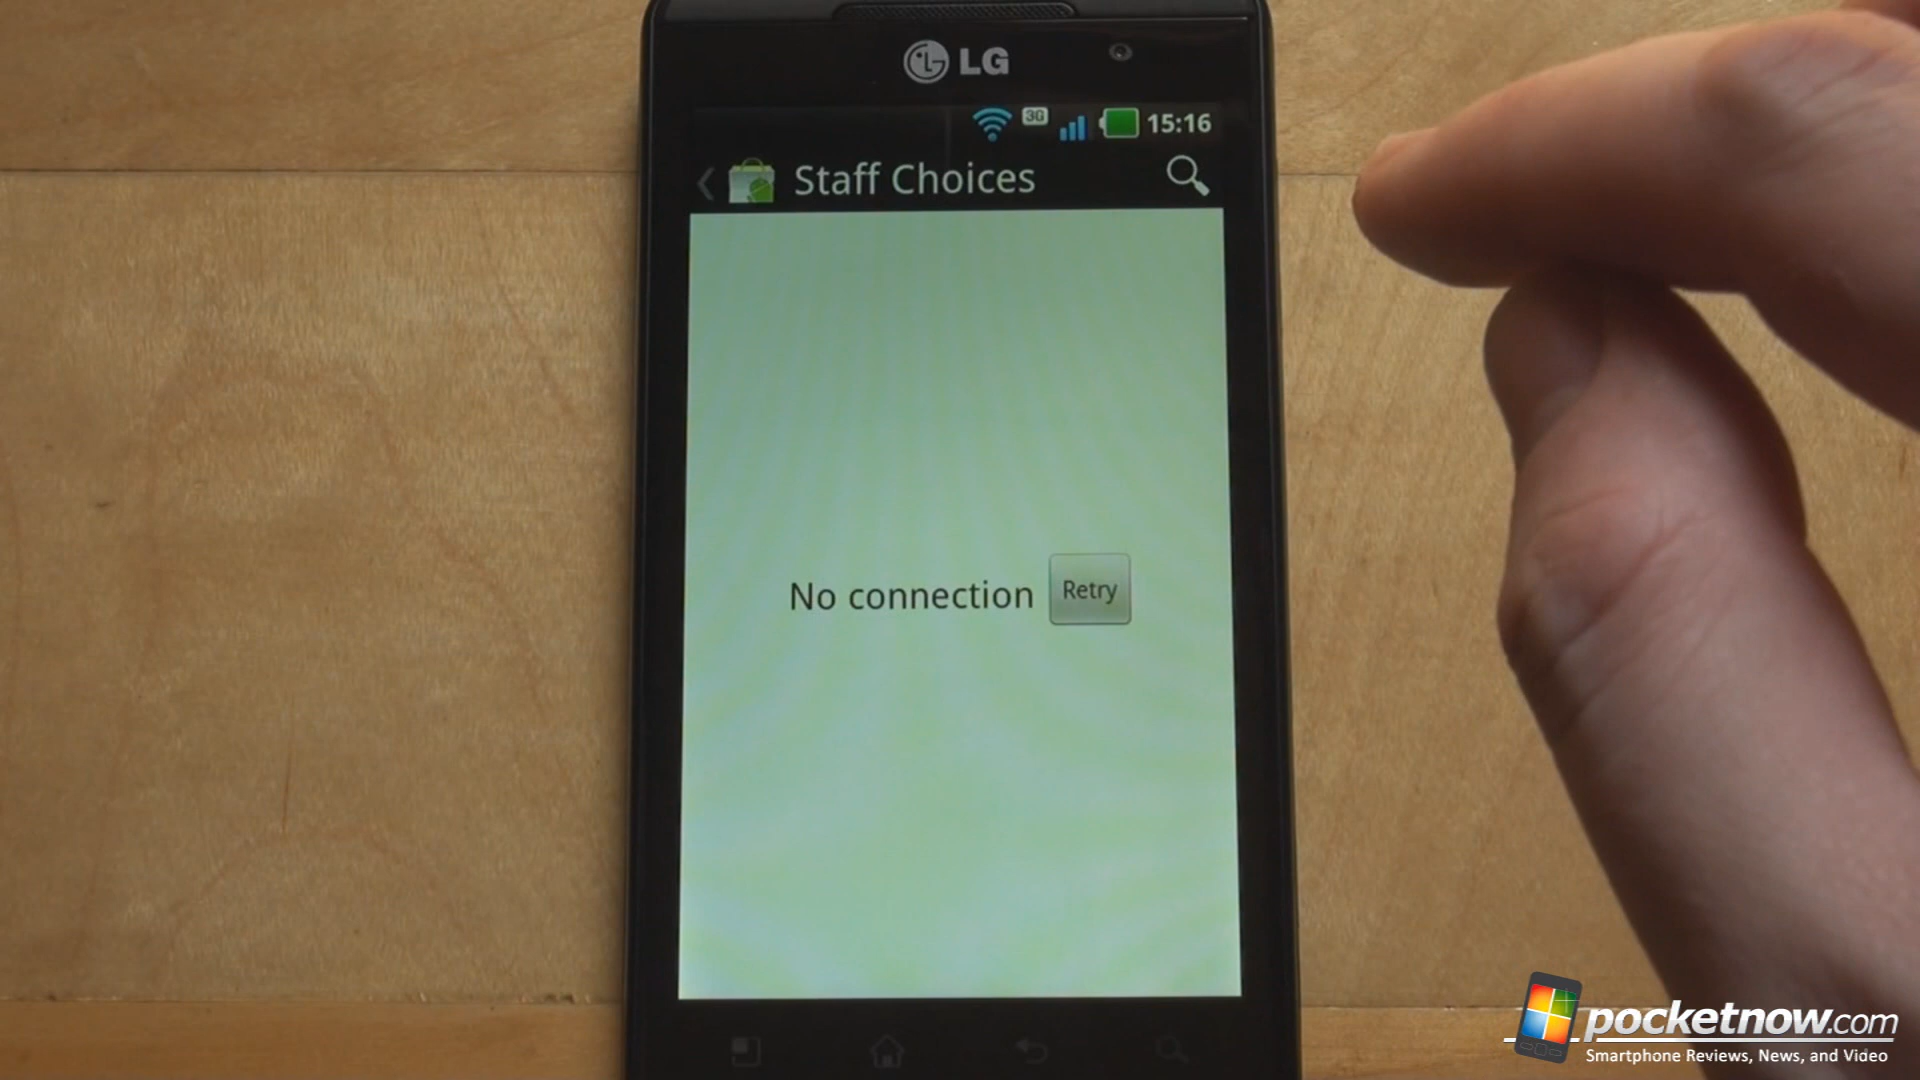 LG
3G 15:16
Staff Choices
No connection Retry
pocketnow.com
Smartphone Reviews, News, and Video